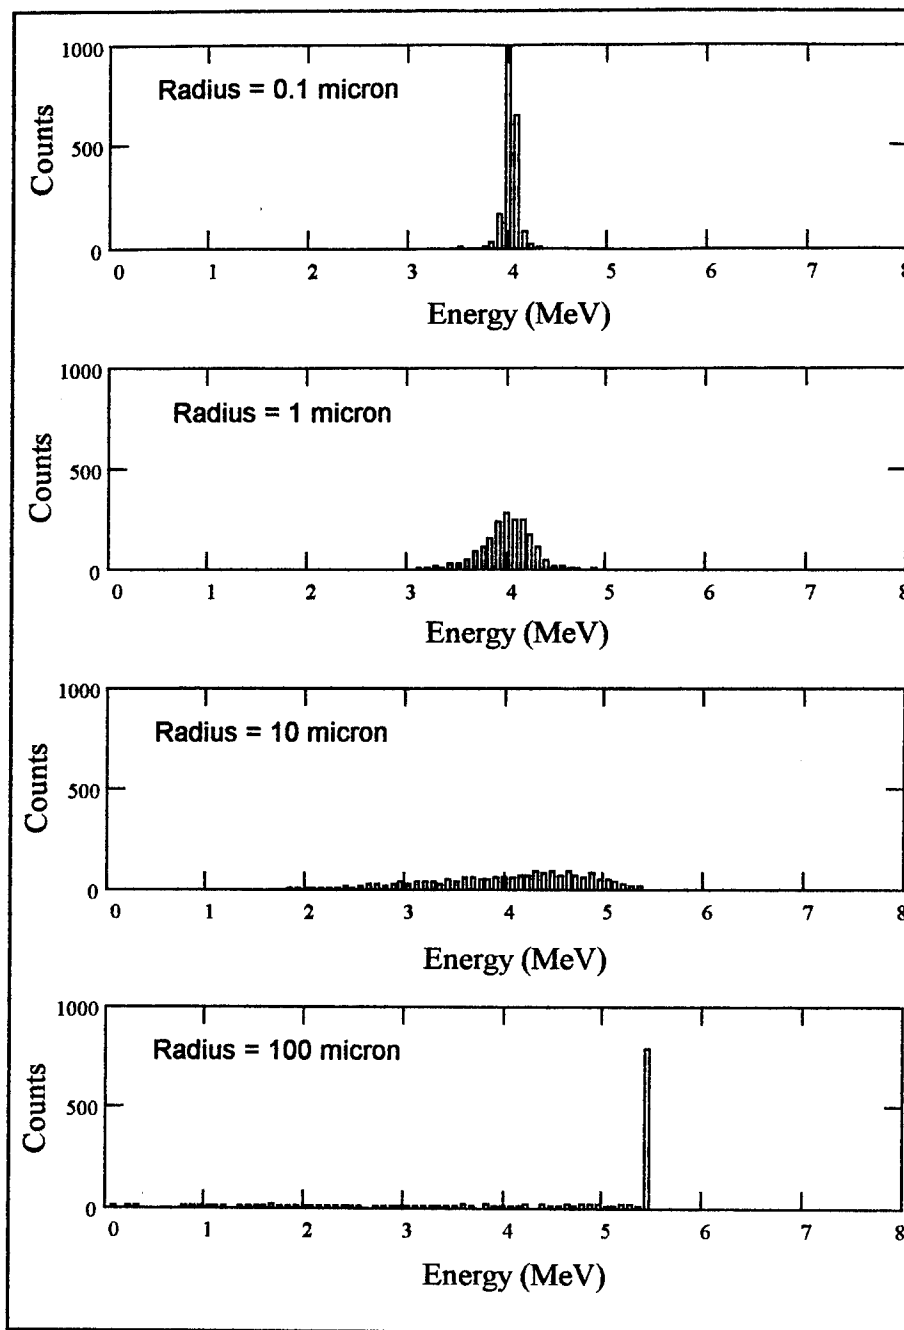 1000
Radius = 0.1 micron
500
Counts
0
0 1 2 3 4 5 6 7 8
Energy (MeV)
1000
Radius = 1 micron
500
Counts
0
0 1 2 3 4 5 6 7 8
Energy (MeV)
1000
Radius = 10 micron
500
Counts
0
0 1 2 3 4 5 6 7 8
Energy (MeV)
1000
Radius = 100 micron
500
Counts
0
0 1 2 3 4 5 6 7 8
Energy (MeV)